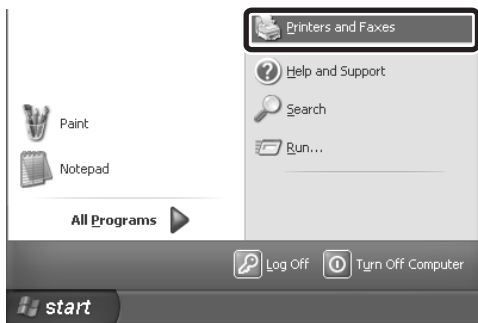 Printers and Faxes
Help and Support
Search
Run...
Paint
Notepad
All Programs
Log Off
Turn Off Computer
start